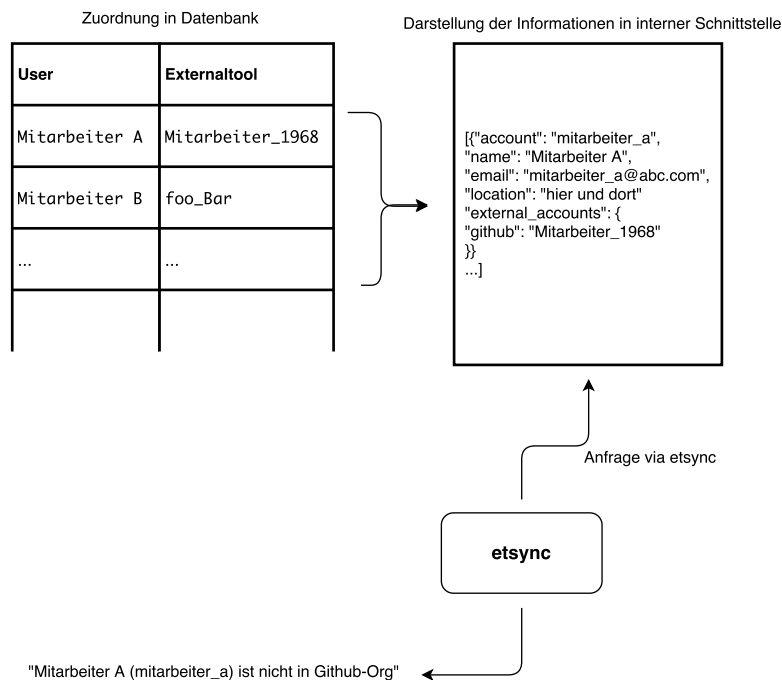 Zuordnung in Datenbank
Darstellung der Informationen in interner Schnittstelle
User Externaltool
Mitarbeiter A Mitarbeiter_1968
Mitarbeiter B foo_Bar
... ...
[{"account": "mitarbeiter_a",
"name": "Mitarbeiter A",
"email": "mitarbeiter_a@abc.com",
"location": "hier und dort"
"external_accounts": {
"github": "Mitarbeiter_1968"
}}
...]
Anfrage via etsync
etsync
"Mitarbeiter A (mitarbeiter_a) ist nicht in Github-Org"